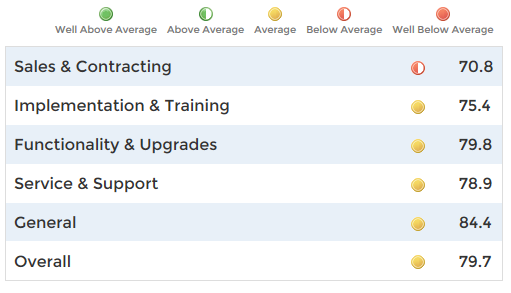 Well Above Average Above Average Average Below Average Well Below Average
Sales & Contracting 70.8
Implementation & Training 75.4
Functionality & Upgrades 79.8
Service & Support 78.9
General 84.4
Overall 79.7